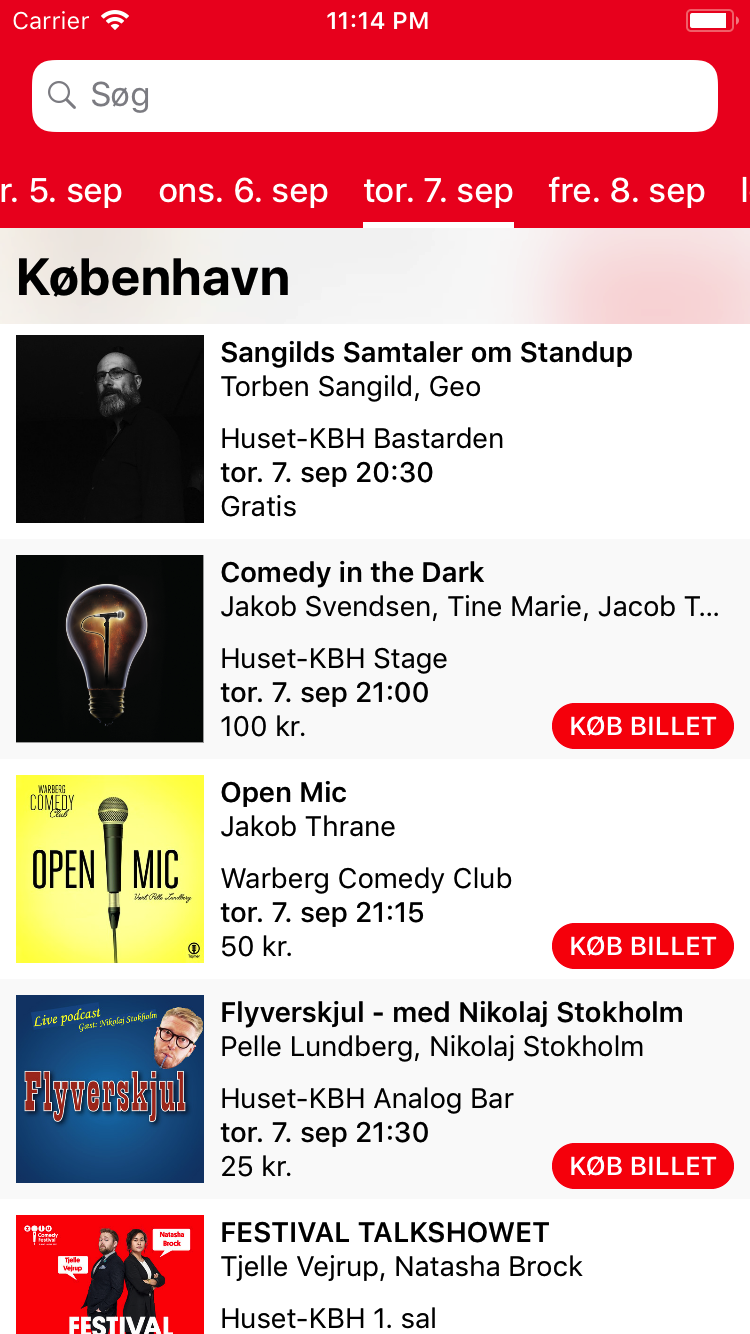 Carrier 11:14 PM
Søg
r. 5. sep ons. 6. sep tor. 7. sep fre. 8. sep l
København
Sangilds Samtaler om Standup
Torben Sangild, Geo
Huset-KBH Bastarden
tor. 7. sep 20:30
Gratis
Comedy in the Dark
Jakob Svendsen, Tine Marie, Jacob T...
Huset-KBH Stage
tor. 7. sep 21:00
100 kr.
KØB BILLET
WARBERG
COMEDY
Club
OPEN MIC
Vært: Pelle Lundberg
Open Mic
Jakob Thrane
Warberg Comedy Club
tor. 7. sep 21:15
50 kr.
KØB BILLET
Live podcast
Gæst: Nikolaj Stokholm
Flyverskjul
Flyverskjul - med Nikolaj Stokholm
Pelle Lundberg, Nikolaj Stokholm
Huset-KBH Analog Bar
tor. 7. sep 21:30
25 kr.
KØB BILLET
Comedy
Festival
Tjelle
Vejrup
Natasha
Brock
FESTIVAL
FESTIVAL TALKSHOWET
Tjelle Vejrup, Natasha Brock
Huset-KBH 1. sal